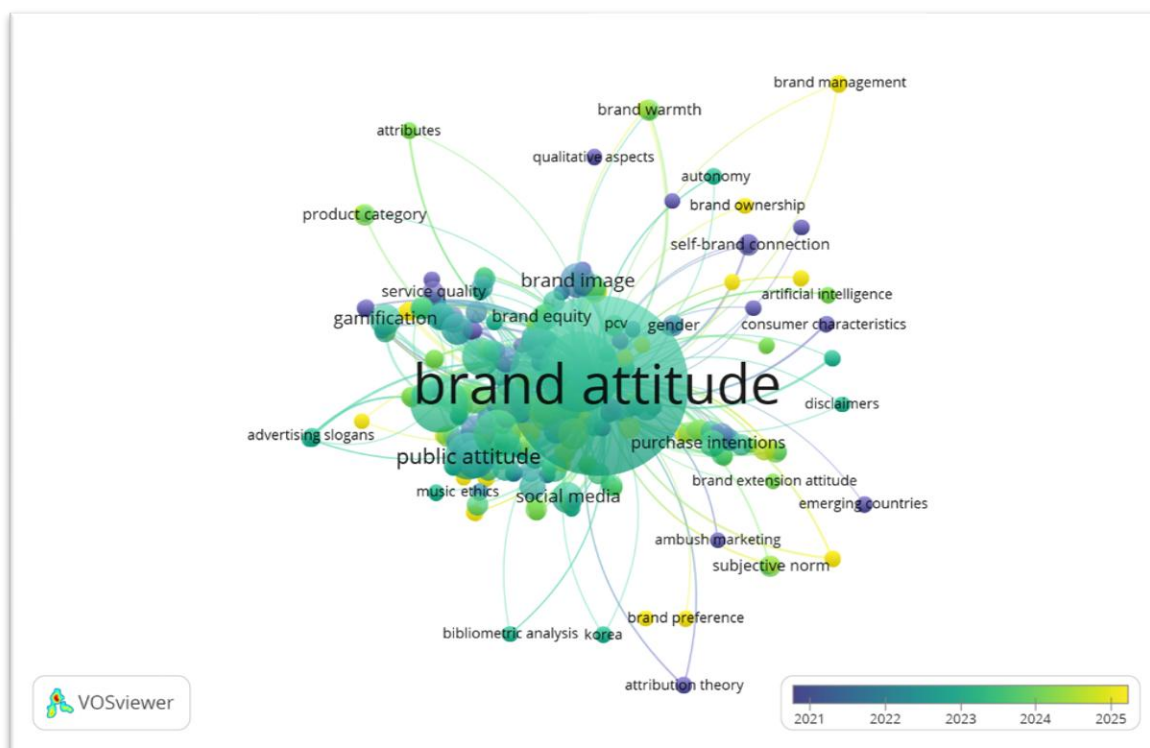 brand management
brand warmth
attributes
qualitative aspects
autonomy
brand ownership
product category
self-brand connection
brand image
service quality
artificial intelligence
gamification
brand equity
pcv
gender
consumer characteristics
brand attitude
disclaimers
advertising slogans
purchase intentions
public attitude
brand extension attitude
music
ethics
social media
emerging countries
ambush marketing
subjective norm
brand preference
bibliometric analysis
korea
attribution theory
VOSviewer
2021 2022 2023 2024 2025